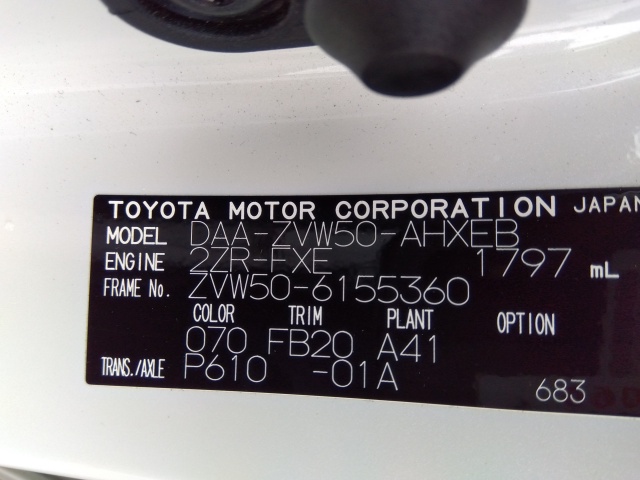 TOYOTA MOTOR CORPORATION JAPAN
MODEL DAA-ZVW50-AHXEB
ENGINE 2ZR-FXE 1797 mL
FRAME No. ZVW50-6155360
COLOR TRIM PLANT OPTION
070 FB20 A41
TRANS./AXLE P610 -01A
683